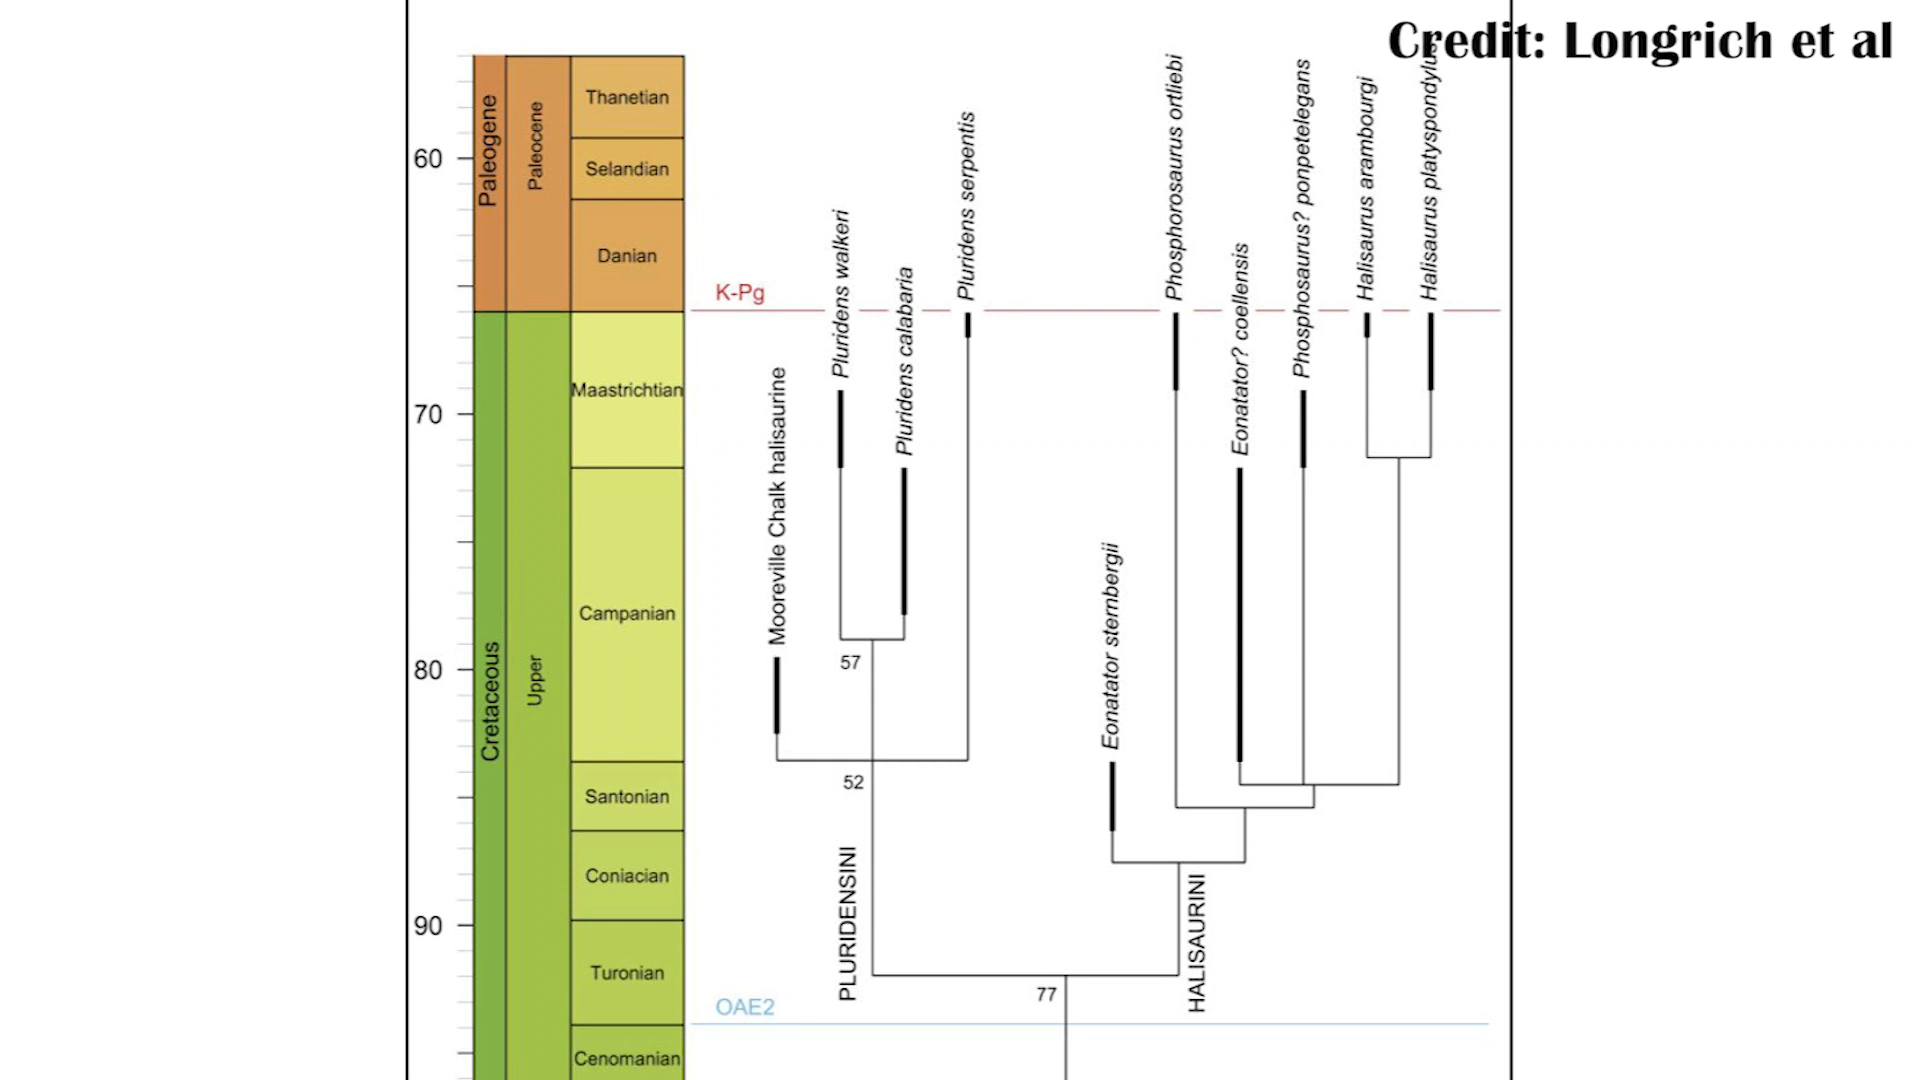 Credit: Longrich et al
Paleogene
Paleocene
Thanetian
Selandian
Danian
Cretaceous
Upper
Maastrichtian
Campanian
Santonian
Coniacian
Turonian
Cenomanian
60
70
80
90
K-Pg
OAE2
Mooreville Chalk halisaurine
Pluridens walkeri
Pluridens calabaria
Pluridens serpentis
Eonatator sternbergii
Phosphorosaurus ortliebi
Eonatator? coellensis
Phosphosaurus? ponpetelegans
Halisaurus arambourgi
Halisaurus platyspondylus
57
52
77
PLURIDENSINI
HALISAURINI